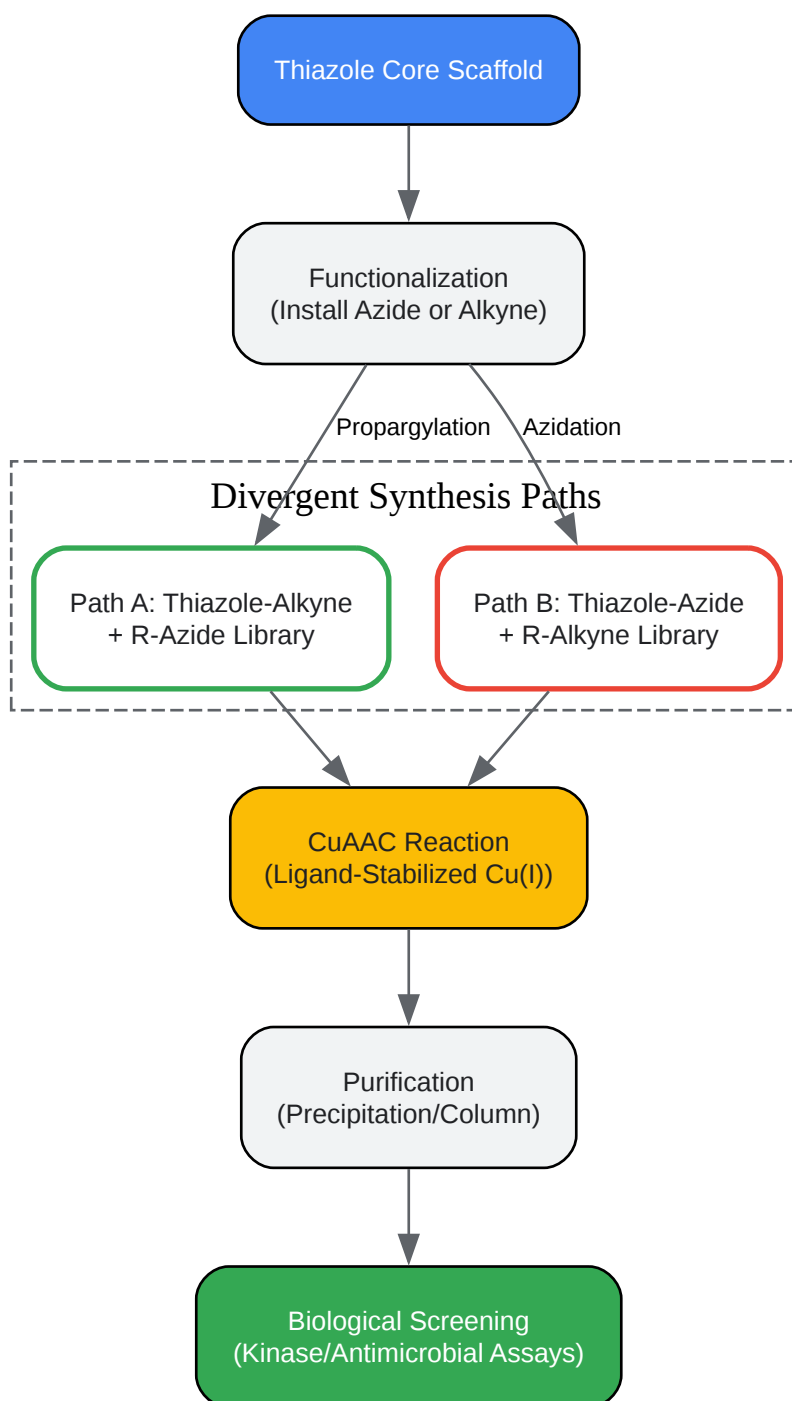 Thiazole Core Scaffold
Functionalization
(Install Azide or Alkyne)
Propargylation
Azidation
Divergent Synthesis Paths
Path A: Thiazole-Alkyne
+ R-Azide Library
Path B: Thiazole-Azide
+ R-Alkyne Library
CuAAC Reaction
(Ligand-Stabilized Cu(I))
Purification
(Precipitation/Column)
Biological Screening
(Kinase/Antimicrobial Assays)